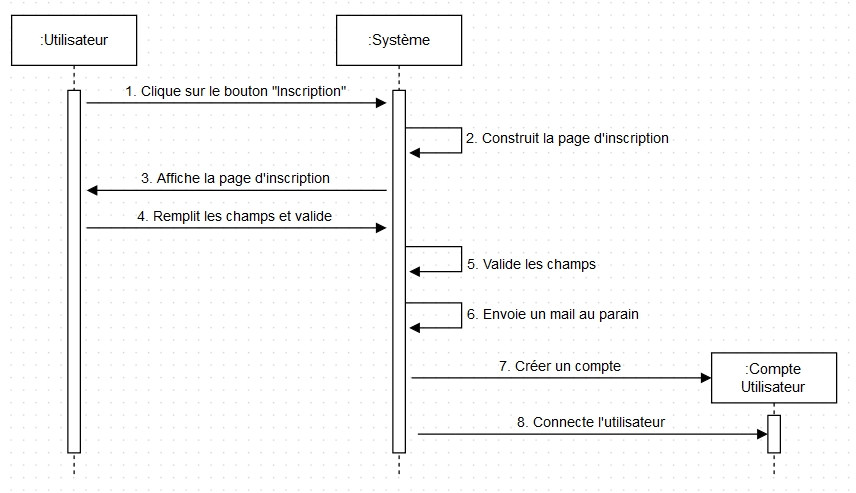 :Utilisateur
:Système
1. Clique sur le bouton "Inscription"
2. Construit la page d'inscription
3. Affiche la page d'inscription
4. Remplit les champs et valide
5. Valide les champs
6. Envoie un mail au parain
7. Créer un compte
:Compte
Utilisateur
8. Connecte l'utilisateur